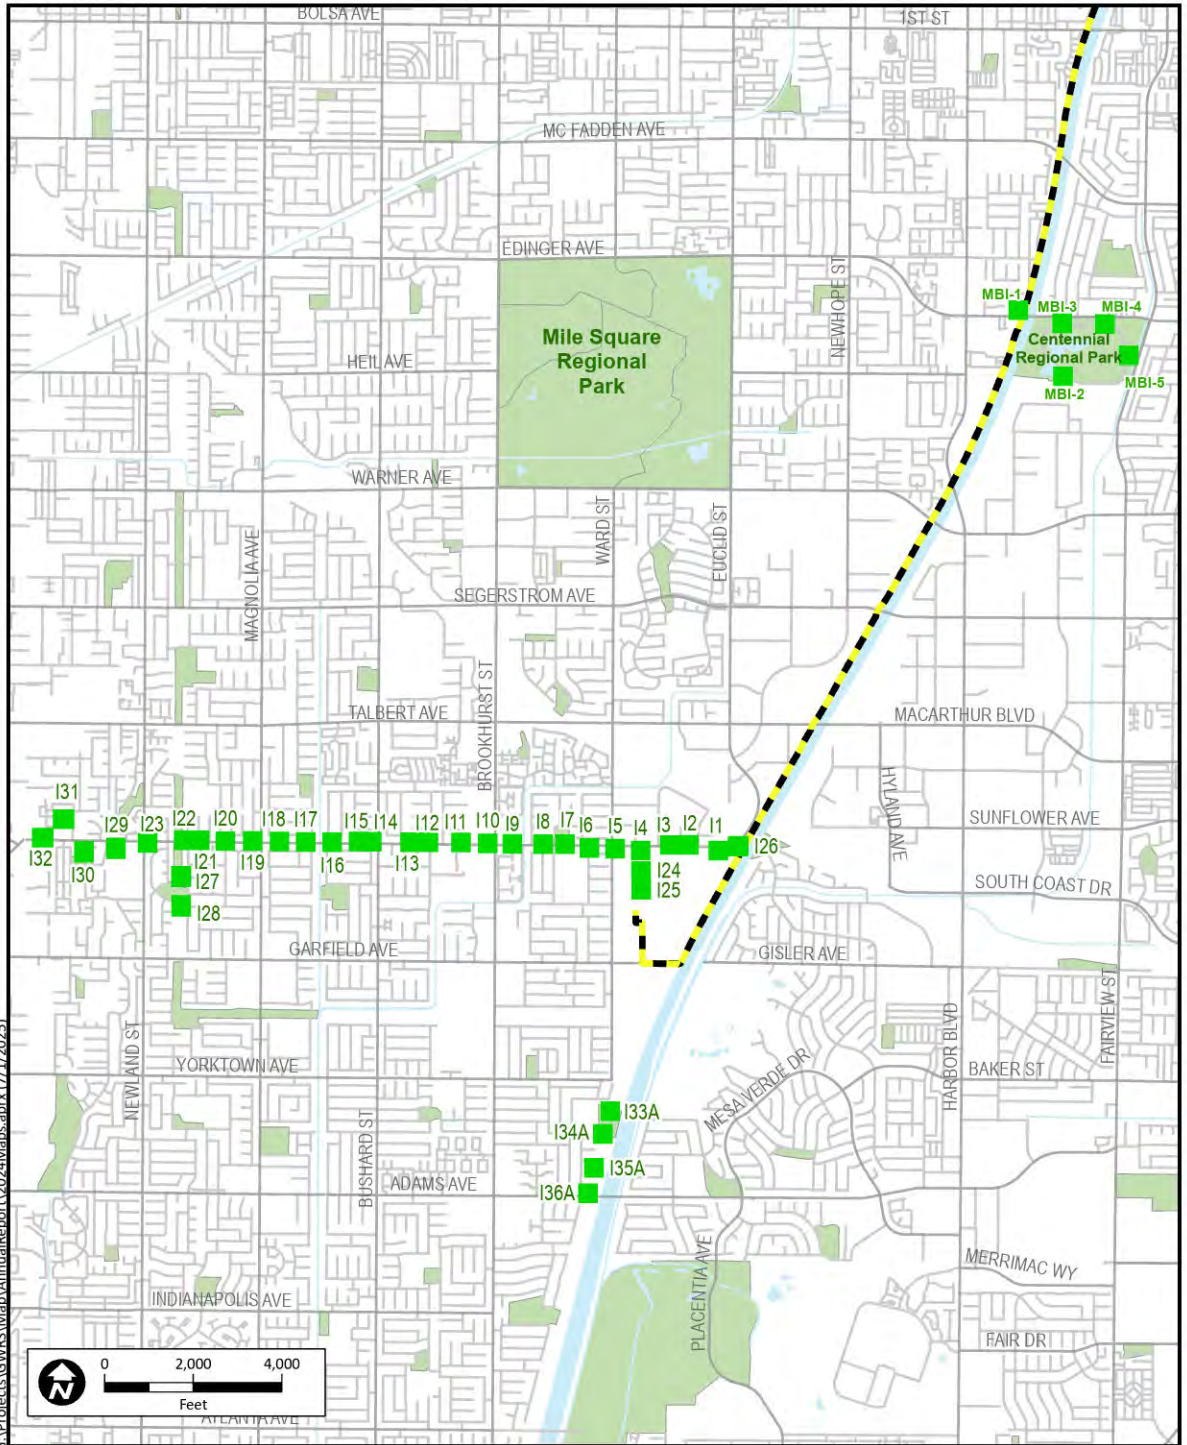 BOLSA AVE
1ST ST
MC FADDEN AVE
EDINGER AVE
NEWHOPE ST
MBI-1
MBI-3
MBI-4
Mile Square
Regional
Park
Centennial
Regional Park
HEIL AVE
MBI-2
MBI-5
WARNER AVE
WARD ST
EUCLID ST
MAGNOLIA AVE
SEGERSTROM AVE
BROOKHURST ST
TALBERT AVE
MACARTHUR BLVD
HYLAND AVE
SUNFLOWER AVE
I31
I32
I30
I29
I23
I22
I21
I20
I19
I18
I17
I16
I15
I14
I13
I12
I11
I10
I9
I8
I7
I6
I5
I4
I3
I2
I1
I26
I24
I25
I27
I28
SOUTH COAST DR
GARFIELD AVE
GISLER AVE
FAIRVIEW ST
HARBOR BLVD
NEWLAND ST
YORKTOWN AVE
BAKER ST
MESA VERDE DR
I33A
I34A
I35A
I36A
BUSHARD ST
ADAMS AVE
PLACENTIA AVE
MERRIMAC WY
INDIANAPOLIS AVE
FAIR DR
N
0 2,000 4,000
Feet
ATLANTA AVE